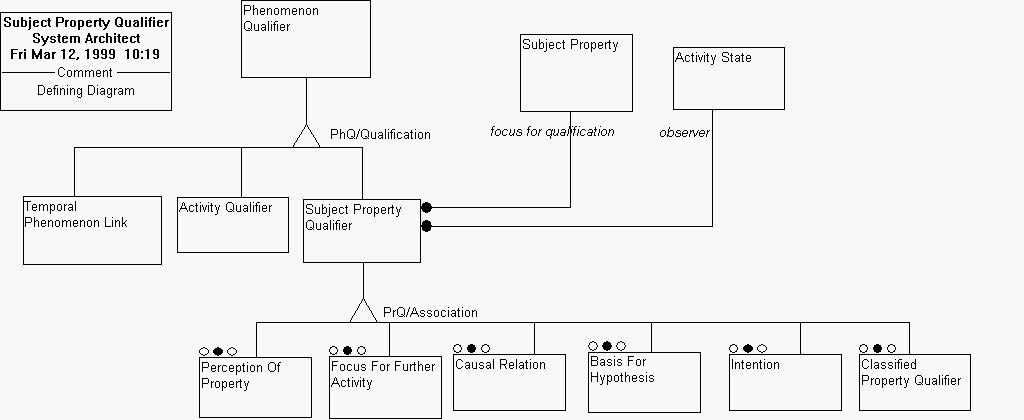 Subject Property Qualifier
System Architect
Fri Mar 12, 1999 10:19
Comment
Defining Diagram
Phenomenon
Qualifier
Subject Property
Activity State
PhQ/Qualification
focus for qualification
observer
Temporal
Phenomenon Link
Activity Qualifier
Subject Property
Qualifier
PrQ/Association
Perception Of
Property
Focus For Further
Activity
Causal Relation
Basis For
Hypothesis
Intention
Classified
Property Qualifier